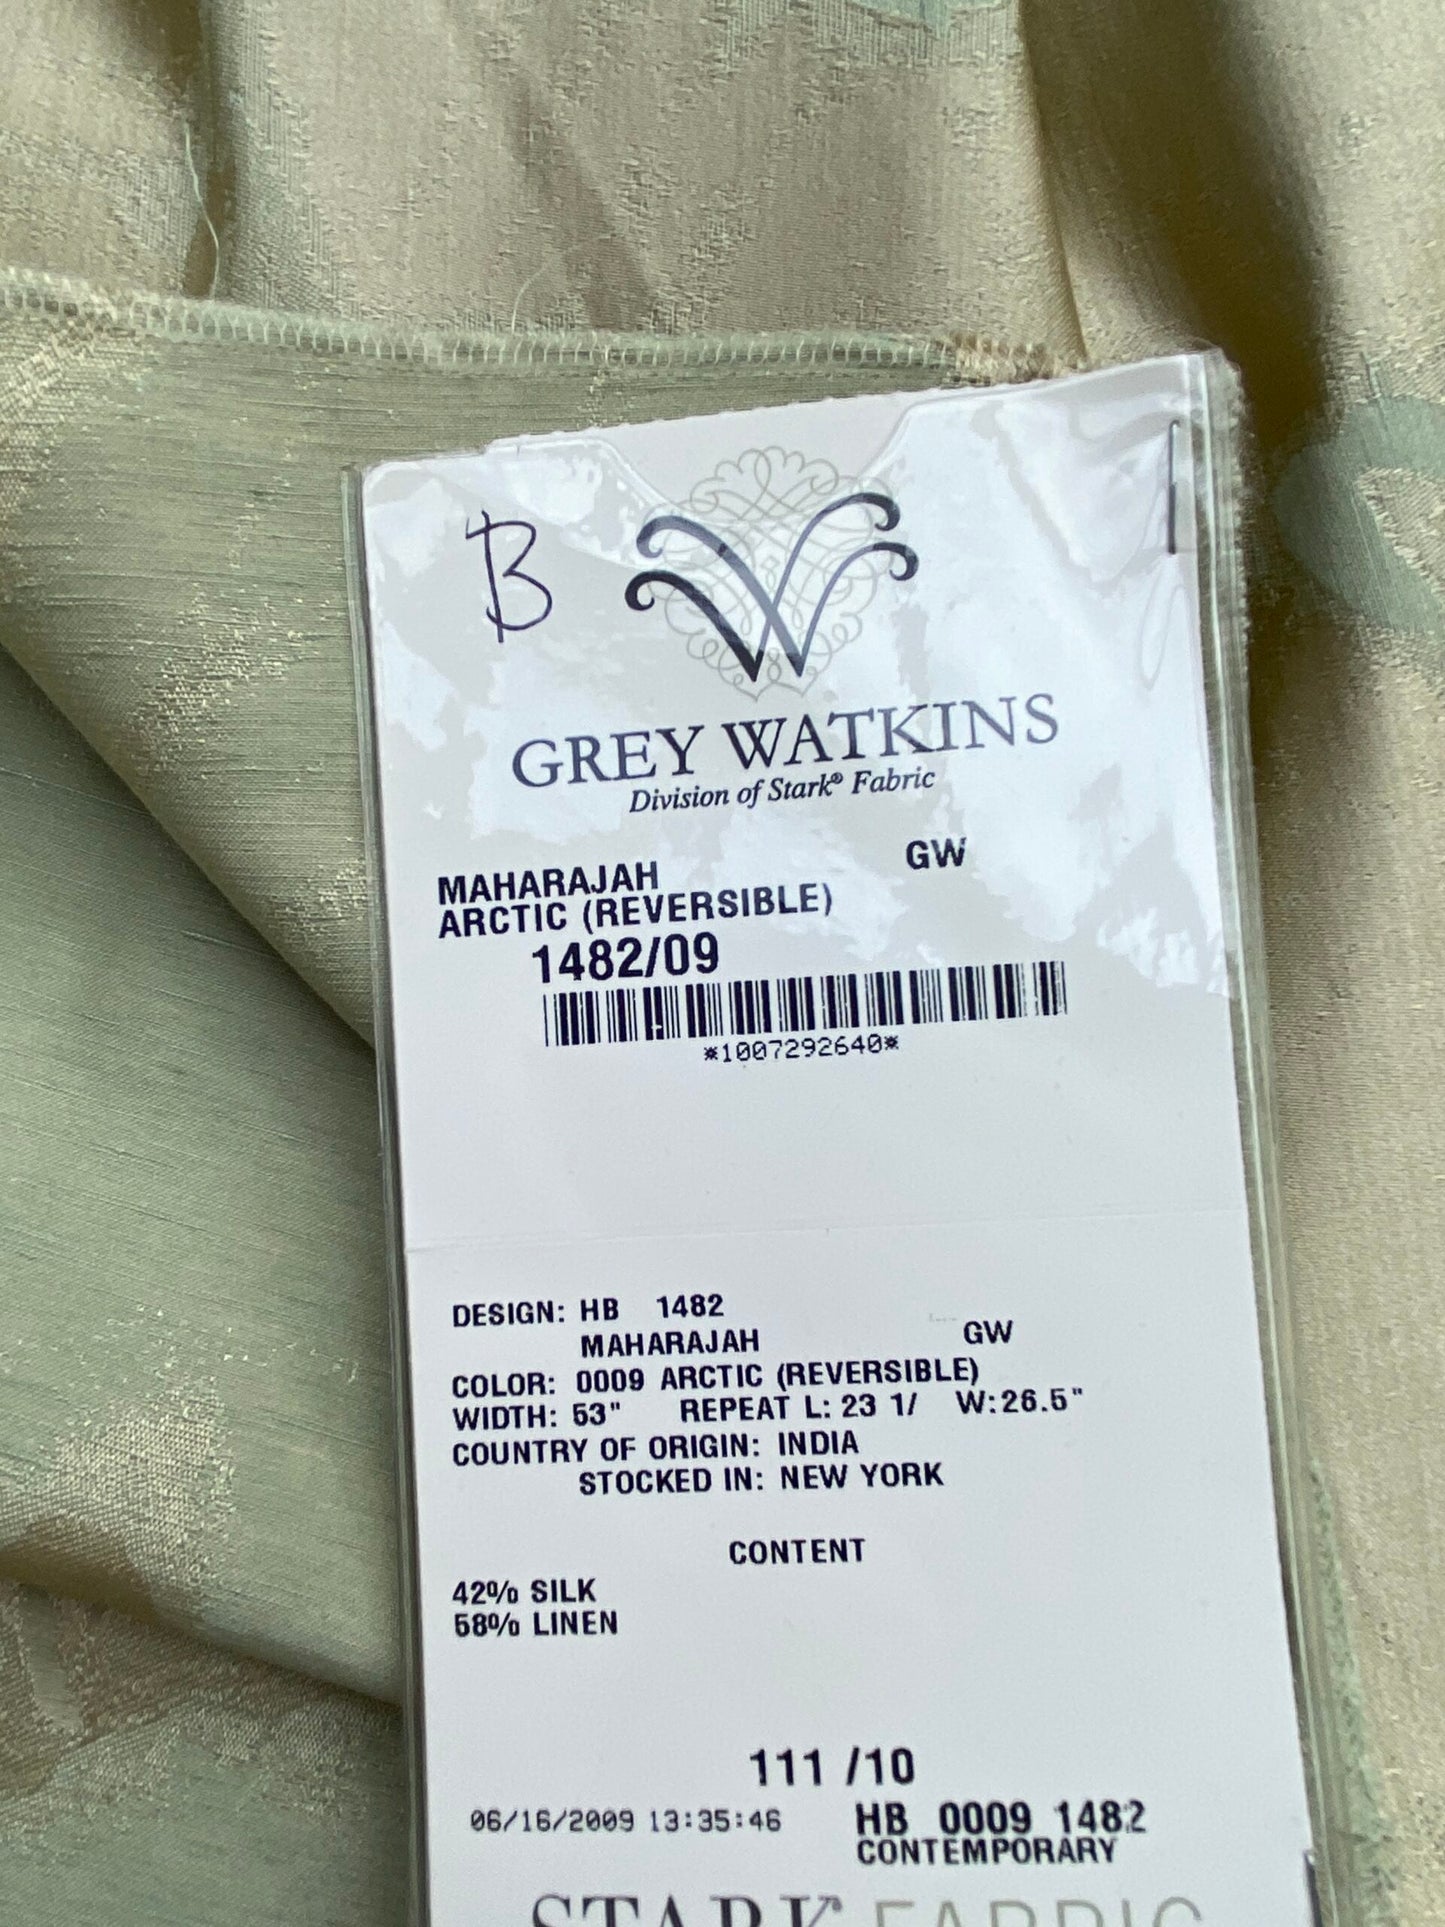 B
W
GREY WATKINS
Division of Stark® Fabric
MAHARAJAH GW
ARCTIC (REVERSIBLE)
1482/09
*1007292640*
DESIGN: HB 1482
MAHARAJAH GW
COLOR: 0009 ARCTIC (REVERSIBLE)
WIDTH: 53" REPEAT L: 23 1/ W:26.5"
COUNTRY OF ORIGIN: INDIA
STOCKED IN: NEW YORK
CONTENT
42% SILK
58% LINEN
111 /10
06/16/2009 13:35:46 HB 0009 1482
CONTEMPORARY
STARK FABRIC